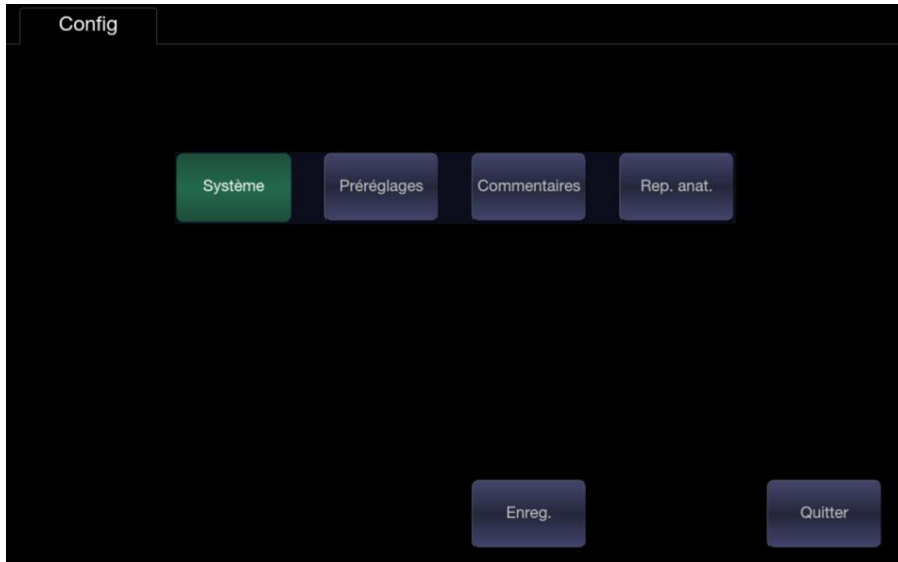 Config
Système
Préréglages
Commentaires
Rep. anat.
Enreg.
Quitter